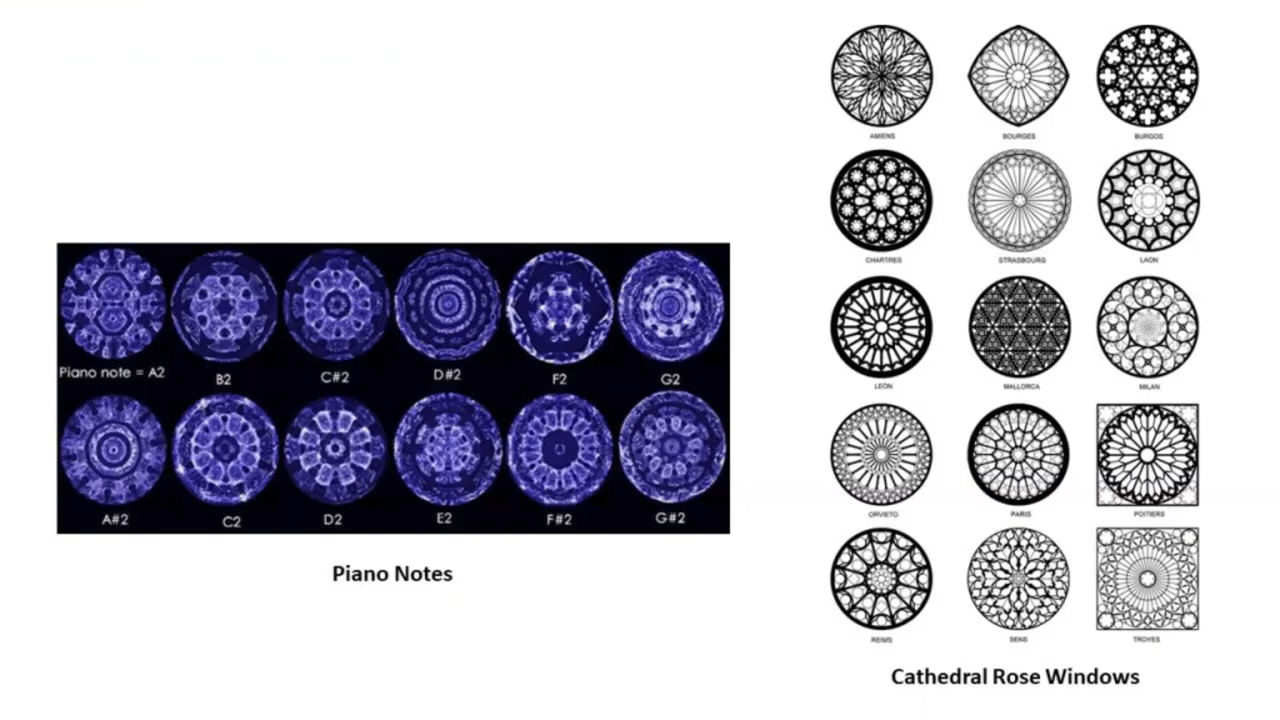 AMIENS BOURGES BURGOS
CHARTRES STRASBOURG LAON
Piano note = A2 B2 C#2 D#2 F2 G2
LEÓN MALLORCA MILAN
A#2 C2 D2 E2 F#2 G#2
ORVIETO PARIS POITIERS
Piano Notes
REIMS SENS TROYES
Cathedral Rose Windows